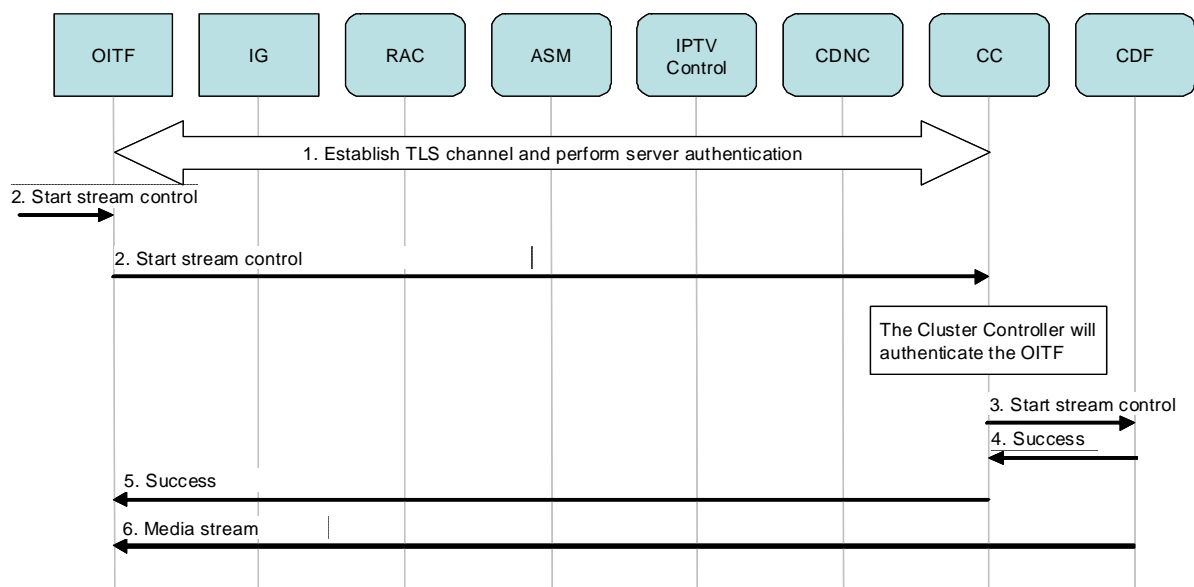 OITF
IG
RAC
ASM
IPTV
Control
CDNC
CC
CDF
1. Establish TLS channel and perform server authentication
2. Start stream control
2. Start stream control
The Cluster Controller will
authenticate the OITF
3. Start stream control
4. Success
5. Success
6. Media stream